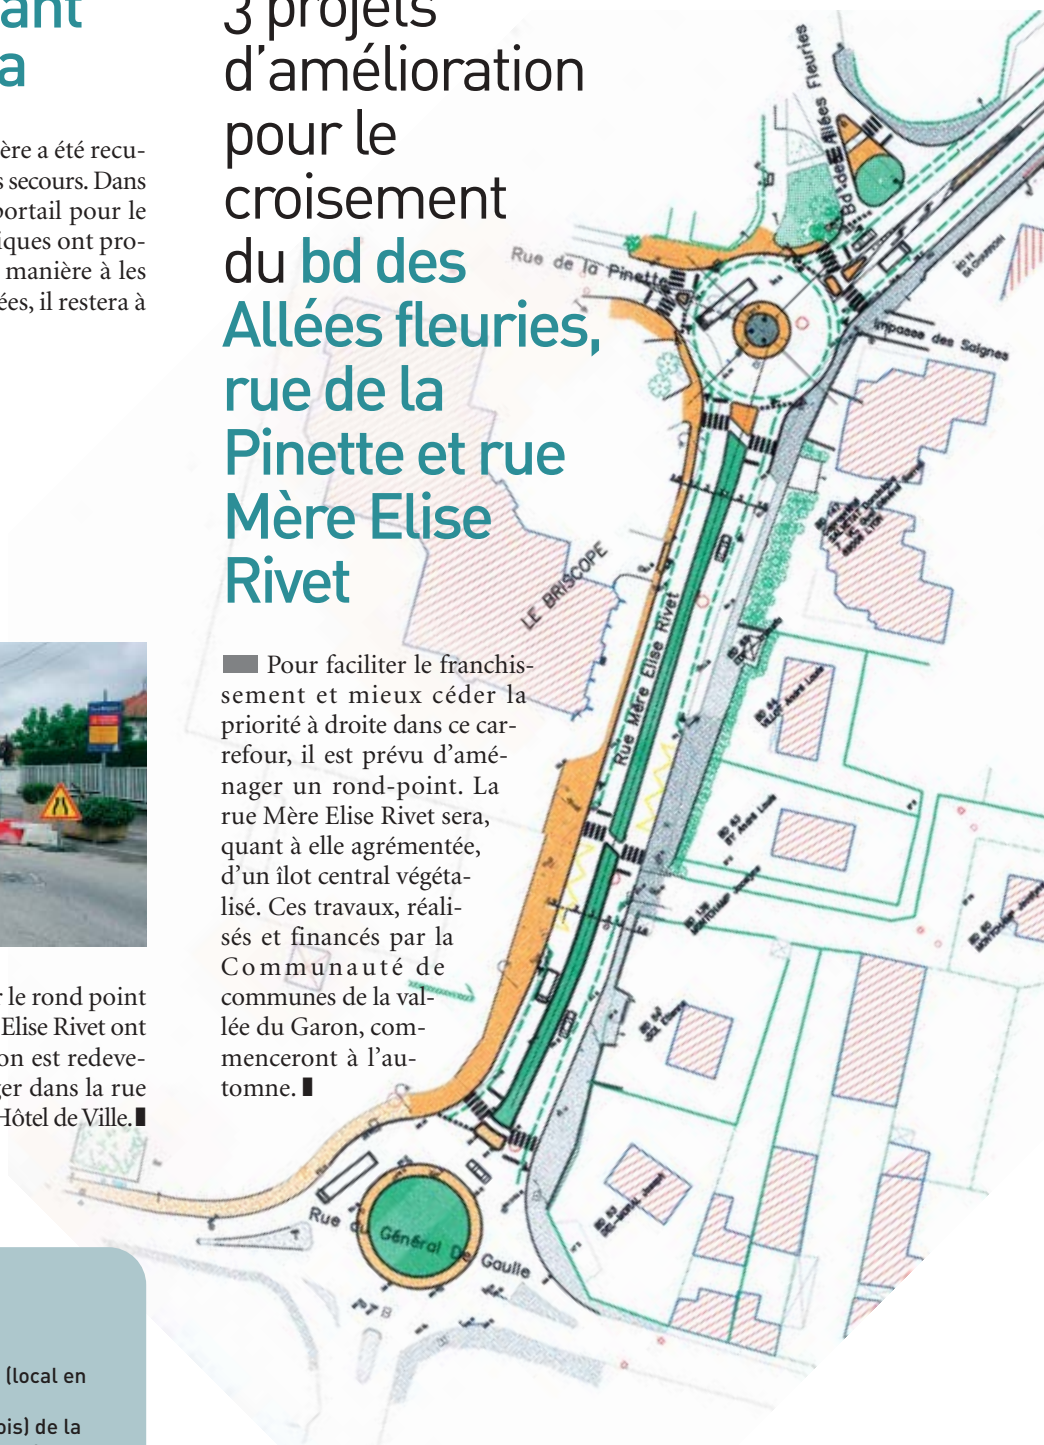 ant
a
ère a été recu-
s secours. Dans
portail pour le
iques ont pro-
manière à les
ées, il restera à
r le rond point
Elise Rivet ont
on est redeve-
ger dans la rue
Hôtel de Ville.
(local en
ois) de la
3 projets
d’amélioration
pour le
croisement
du bd des
Allées fleuries,
rue de la
Pinette et rue
Mère Elise
Rivet
Pour faciliter le franchis-
sement et mieux céder la
priorité à droite dans ce car-
refour, il est prévu d’amé-
nager un rond-point. La
rue Mère Elise Rivet sera,
quant à elle agrémentée,
d’un îlot central végéta-
lisé. Ces travaux, réali-
sés et financés par la
Communauté de
communes de la val-
lée du Garon, com-
menceront à l’au-
tomne.
Bd des Allées Fleuries
Rue de la Pinette
Impasse des Saignes
LE BRISCOPE
Rue Mère Elise Rivet
André Louis
André Louis
Rue du Général De Gaulle